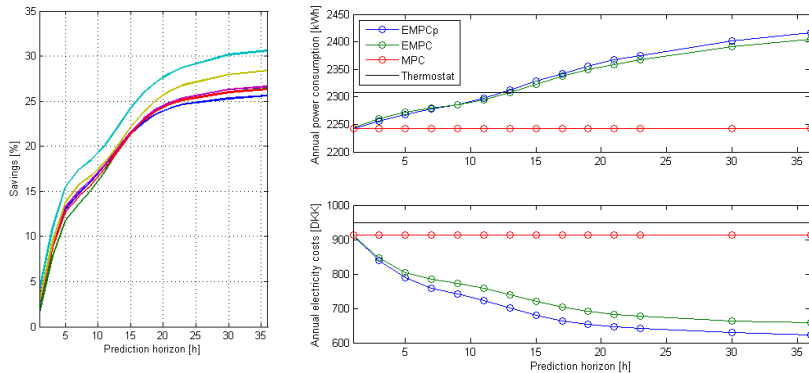 Savings [%]
35
30
25
20
15
10
5
0
5 10 15 20 25 30 35
Prediction horizon [h]
Annual power consumption [kWh]
2450
2400
2350
2300
2250
2200
EMPCp
EMPC
MPC
Thermostat
5 10 15 20 25 30 35
Annual electricity costs [DKK]
1000
900
800
700
600
5 10 15 20 25 30 35
Prediction horizon [h]